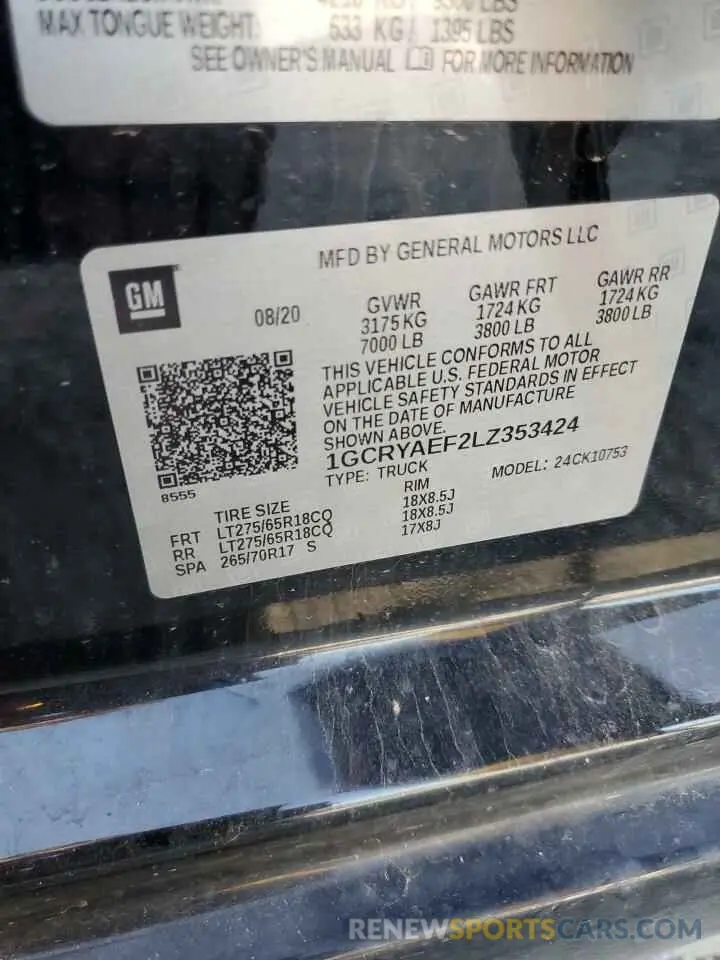 MAX TONGUE WEIGHT: 633 KG / 1395 LBS
SEE OWNER'S MANUAL FOR MORE INFORMATION
MFD BY GENERAL MOTORS LLC
GM
08/20
GVWR
3175 KG
7000 LB
GAWR FRT
1724 KG
3800 LB
GAWR RR
1724 KG
3800 LB
THIS VEHICLE CONFORMS TO ALL
APPLICABLE U.S. FEDERAL MOTOR
VEHICLE SAFETY STANDARDS IN EFFECT
ON THE DATE OF MANUFACTURE
SHOWN ABOVE.
1GCRYAEF2LZ353424
TYPE: TRUCK MODEL: 24CK10753
8555
TIRE SIZE RIM
FRT LT275/65R18CQ 18X8.5J
RR LT275/65R18CQ 18X8.5J
SPA 265/70R17 S 17X8J
RENEWSPORTSCARS.COM